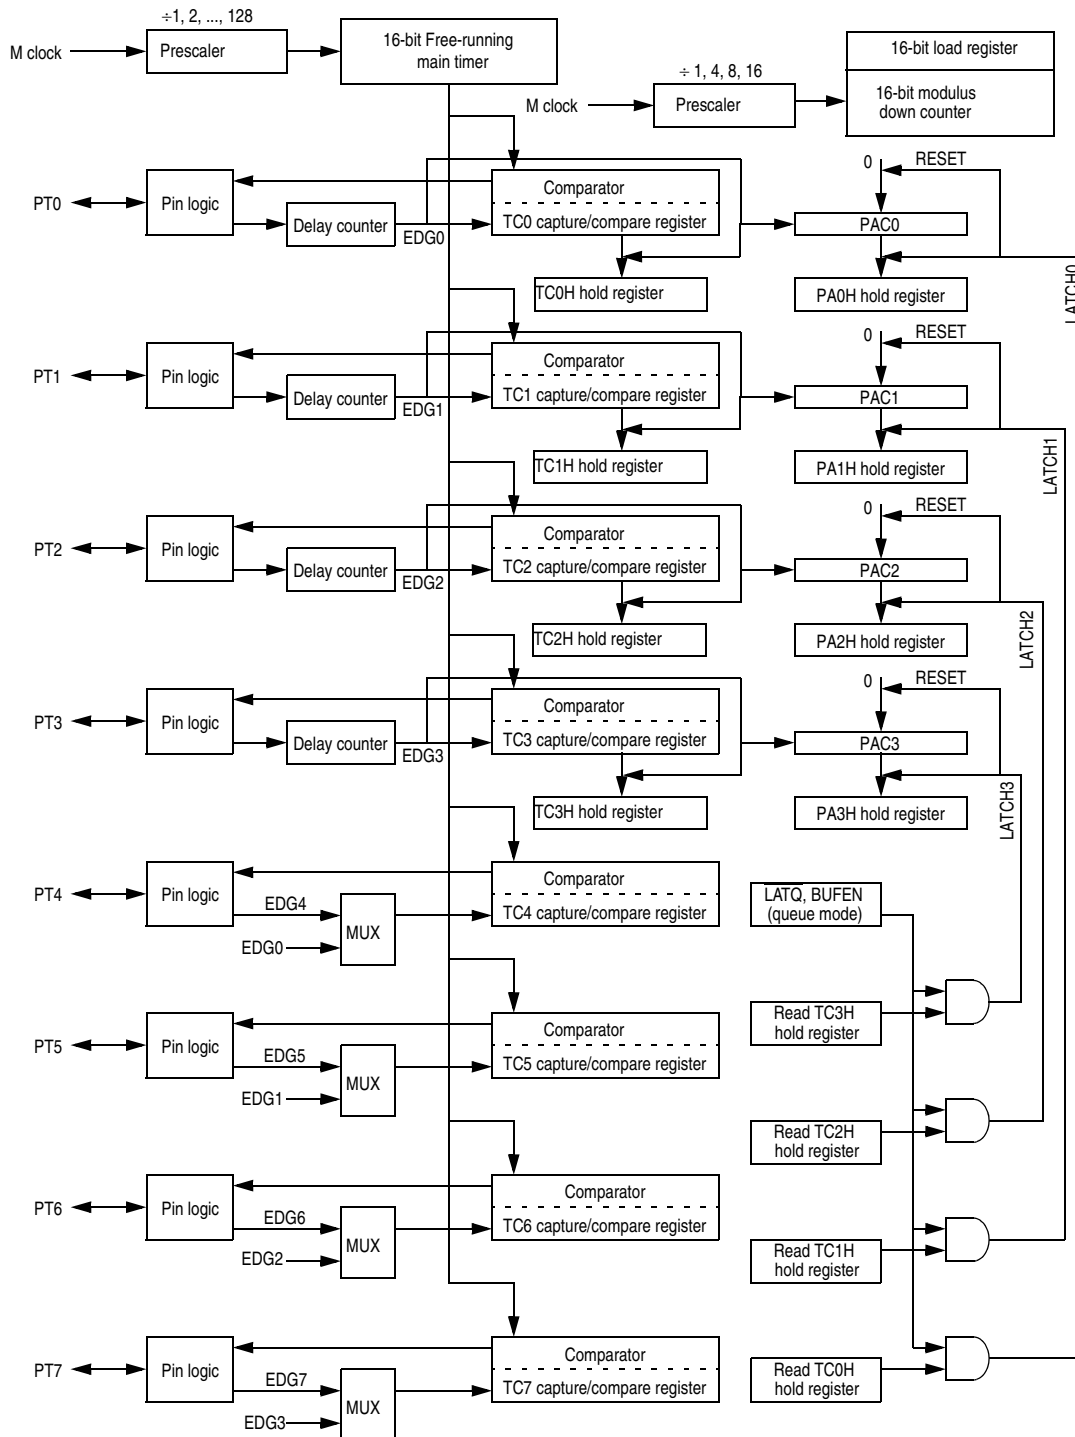 ÷1, 2, ..., 128
M clock
Prescaler
16-bit Free-running
main timer
÷ 1, 4, 8, 16
M clock
Prescaler
16-bit load register
16-bit modulus
down counter
PT0
Pin logic
Delay counter
EDG0
Comparator
TC0 capture/compare register
TC0H hold register
0
RESET
PAC0
PA0H hold register
LATCH0
PT1
Pin logic
Delay counter
EDG1
Comparator
TC1 capture/compare register
TC1H hold register
0
RESET
PAC1
PA1H hold register
LATCH1
PT2
Pin logic
Delay counter
EDG2
Comparator
TC2 capture/compare register
TC2H hold register
0
RESET
PAC2
PA2H hold register
LATCH2
PT3
Pin logic
Delay counter
EDG3
Comparator
TC3 capture/compare register
TC3H hold register
0
RESET
PAC3
PA3H hold register
LATCH3
PT4
Pin logic
EDG4
EDG0
MUX
Comparator
TC4 capture/compare register
LATQ, BUFEN
(queue mode)
Read TC3H
hold register
PT5
Pin logic
EDG5
EDG1
MUX
Comparator
TC5 capture/compare register
Read TC2H
hold register
PT6
Pin logic
EDG6
EDG2
MUX
Comparator
TC6 capture/compare register
Read TC1H
hold register
PT7
Pin logic
EDG7
EDG3
MUX
Comparator
TC7 capture/compare register
Read TC0H
hold register